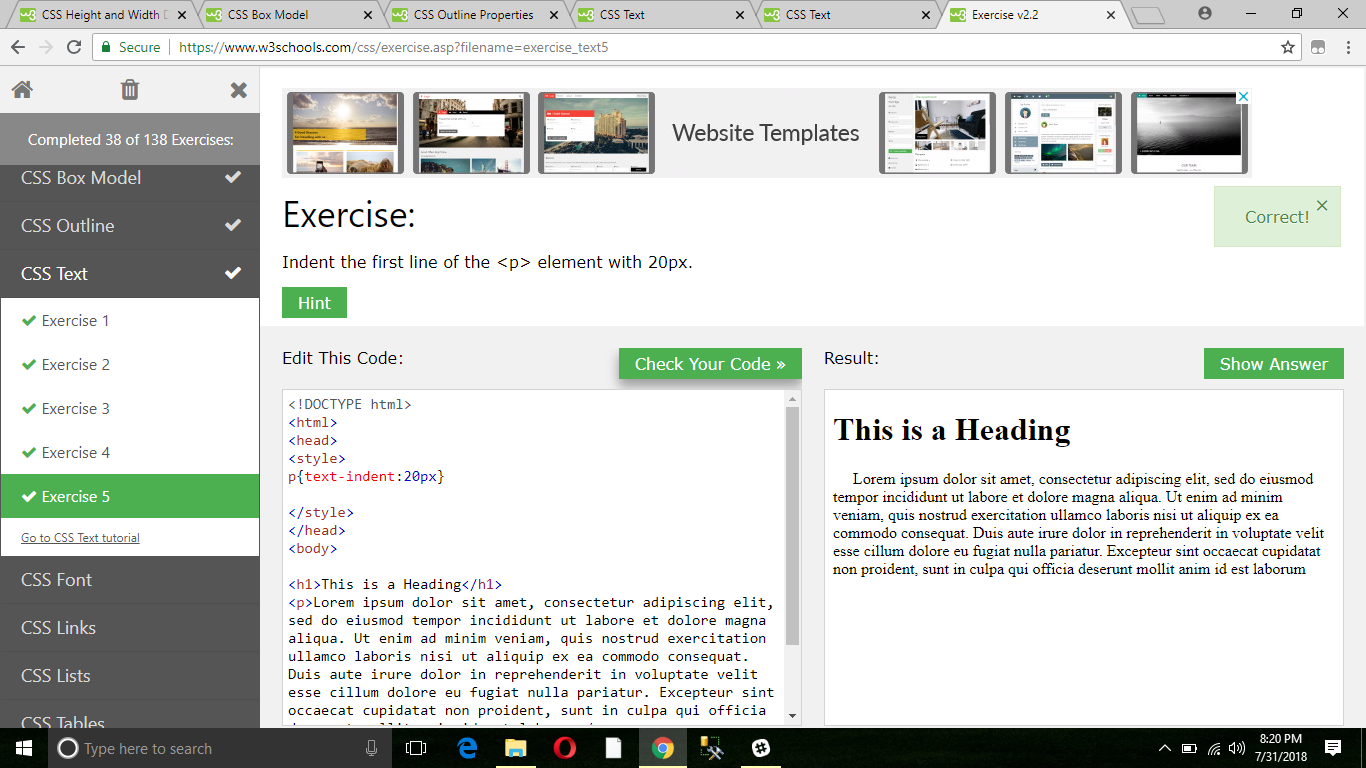 CSS Height and Width D
CSS Box Model
CSS Outline Properties
CSS Text
CSS Text
Exercise v2.2
Secure
https://www.w3schools.com/css/exercise.asp?filename=exercise_text5
Completed 38 of 138 Exercises:
CSS Box Model
CSS Outline
CSS Text
Exercise 1
Exercise 2
Exercise 3
Exercise 4
Exercise 5
Go to CSS Text tutorial
CSS Font
CSS Links
CSS Lists
CSS Tables
Website Templates
Exercise:
Correct!
Indent the first line of the <p> element with 20px.
Hint
Edit This Code:
Check Your Code »
<!DOCTYPE html>
<html>
<head>
<style>
p{text-indent:20px}
</style>
</head>
<body>
<h1>This is a Heading</h1>
<p>Lorem ipsum dolor sit amet, consectetur adipiscing elit,
sed do eiusmod tempor incididunt ut labore et dolore magna
aliqua. Ut enim ad minim veniam, quis nostrud exercitation
ullamco laboris nisi ut aliquip ex ea commodo consequat.
Duis aute irure dolor in reprehenderit in voluptate velit
esse cillum dolore eu fugiat nulla pariatur. Excepteur sint
occaecat cupidatat non proident, sunt in culpa qui officia
Result:
Show Answer
This is a Heading
Lorem ipsum dolor sit amet, consectetur adipiscing elit, sed do eiusmod
tempor incididunt ut labore et dolore magna aliqua. Ut enim ad minim
veniam, quis nostrud exercitation ullamco laboris nisi ut aliquip ex ea
commodo consequat. Duis aute irure dolor in reprehenderit in voluptate velit
esse cillum dolore eu fugiat nulla pariatur. Excepteur sint occaecat cupidatat
non proident, sunt in culpa qui officia deserunt mollit anim id est laborum
Type here to search
8:20 PM
7/31/2018